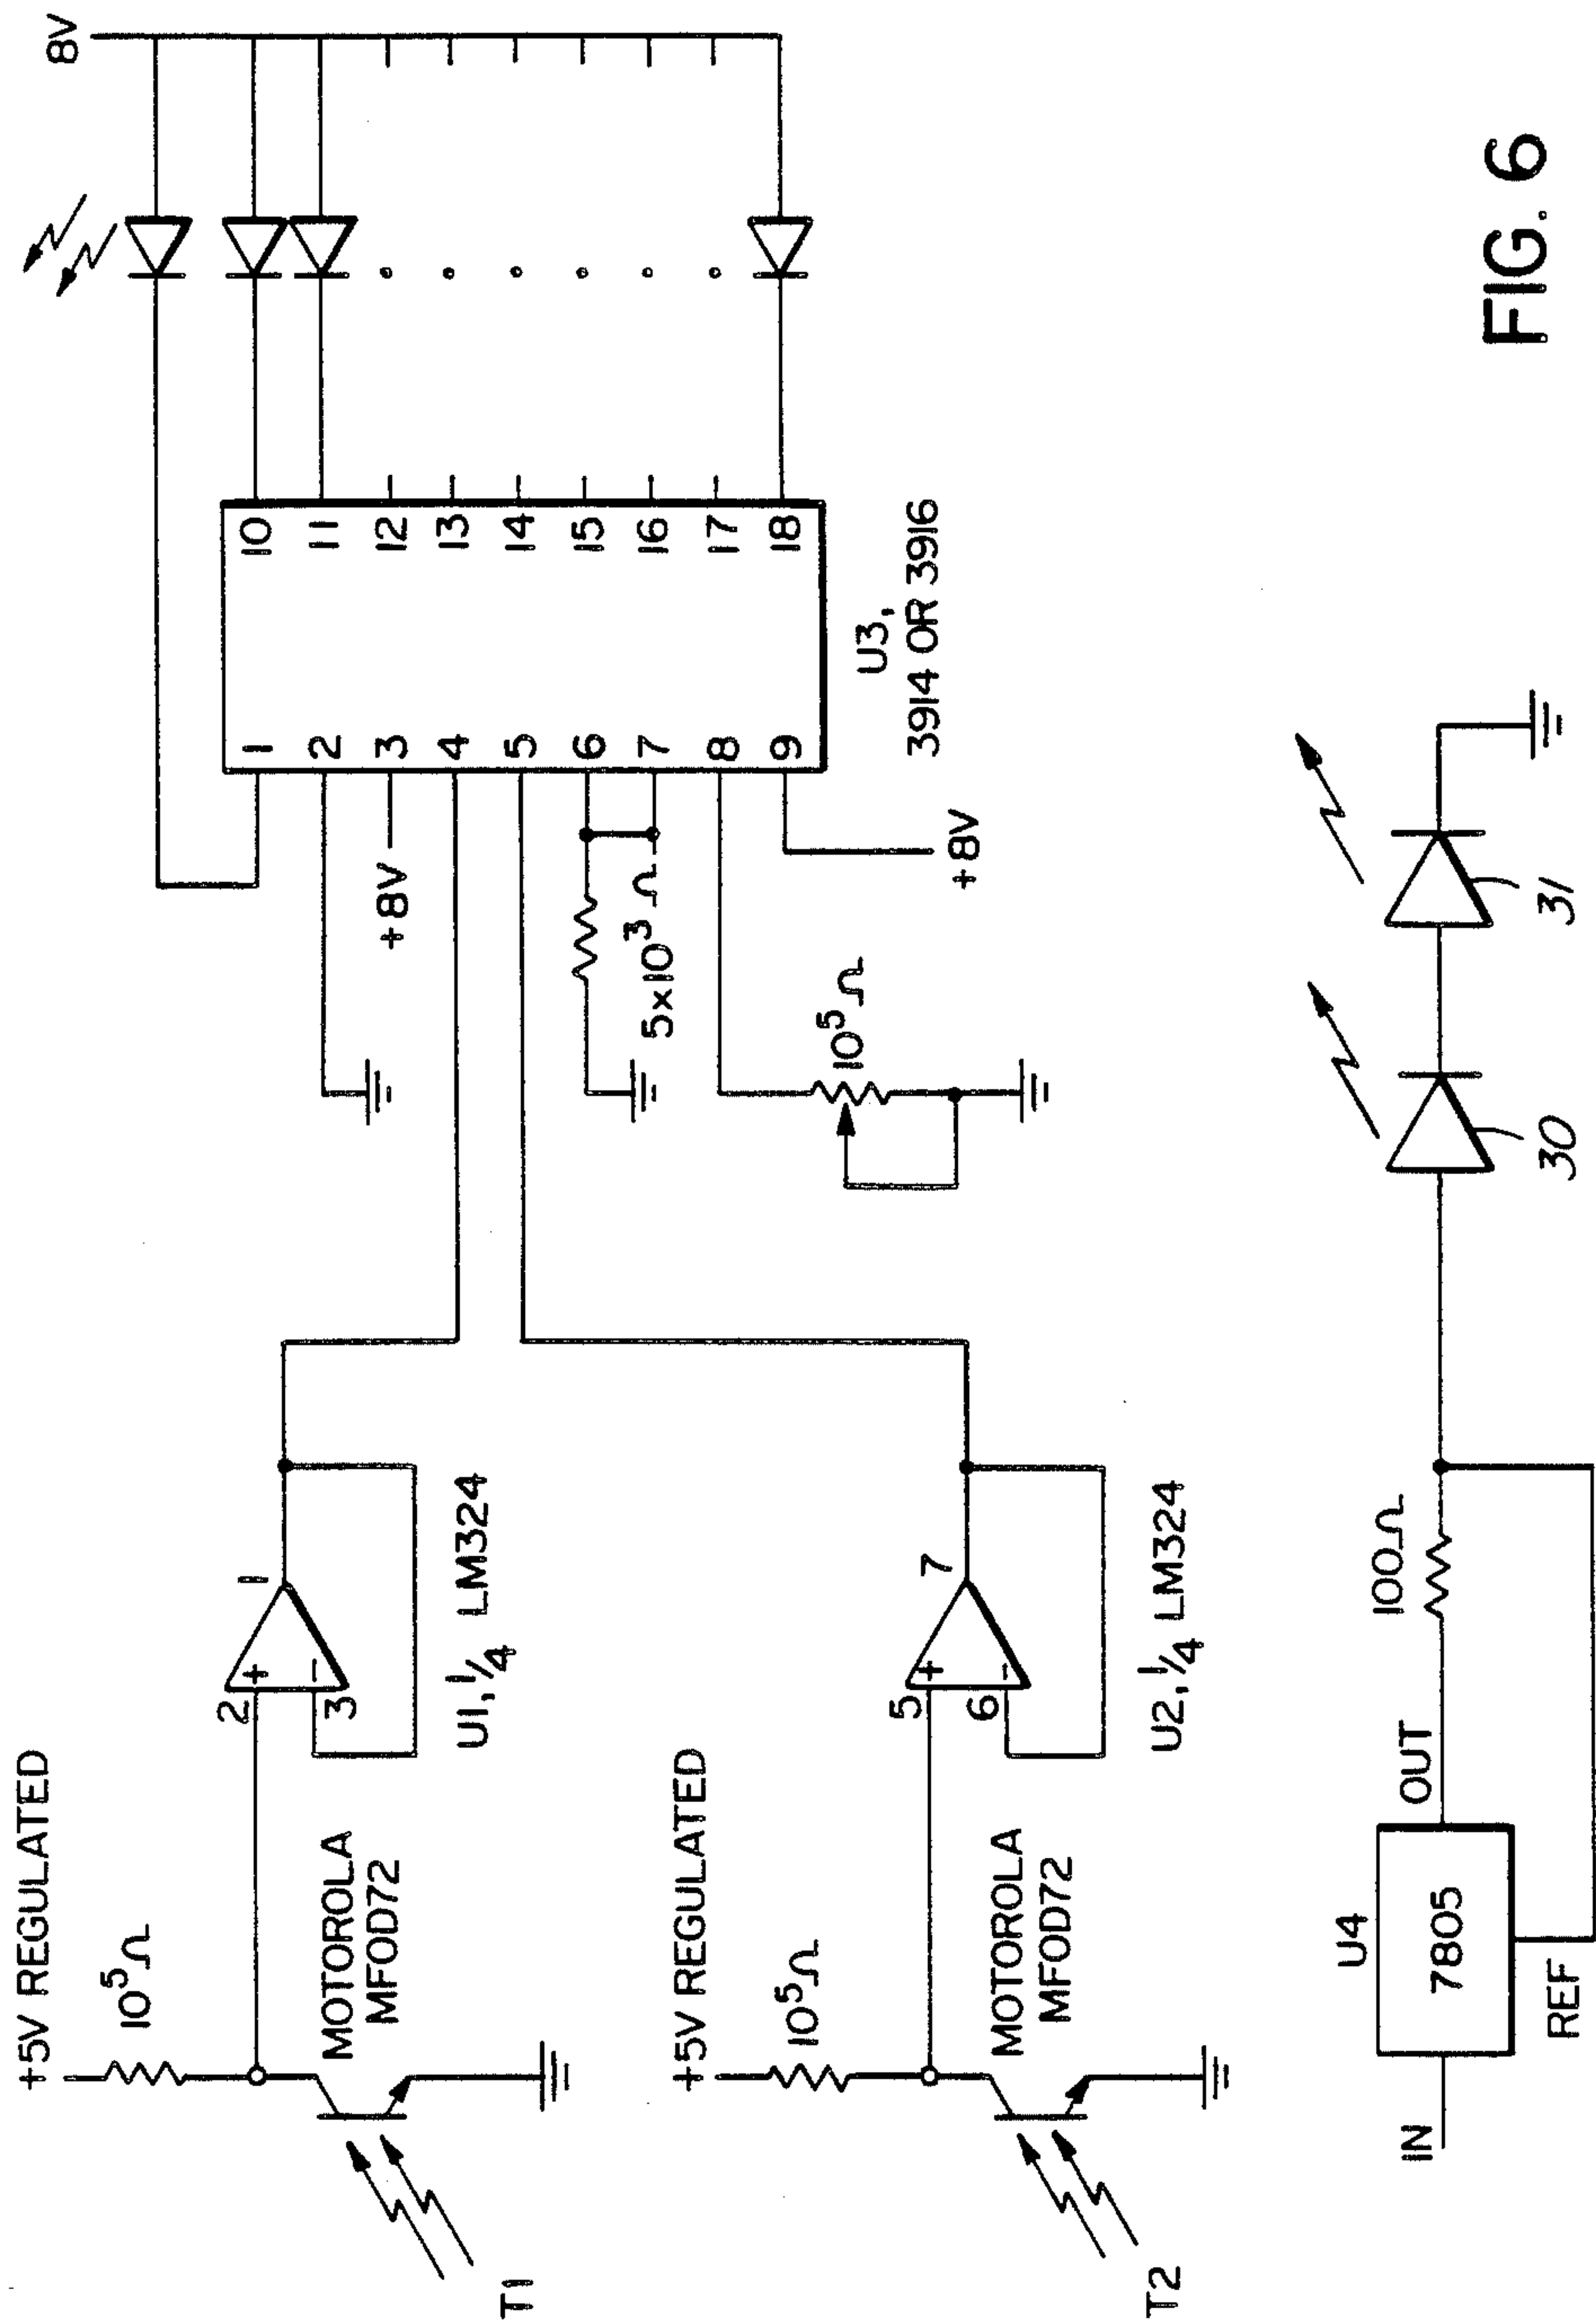 +5V REGULATED
10⁵Ω
MOTOROLA
MFOD72
T1
2
+
3
−
1
U1, 1/4 LM324
+5V REGULATED
10⁵Ω
MOTOROLA
MFOD72
T2
5
+
6
−
7
U2, 1/4 LM324
8V
1
2
3
4
5
6
7
8
9
10
11
12
13
14
15
16
17
18
+8V
5x10³Ω
10⁵Ω
+8V
U3,
3914 OR 3916
IN
U4
7805
REF
OUT
100Ω
30
31
FIG. 6